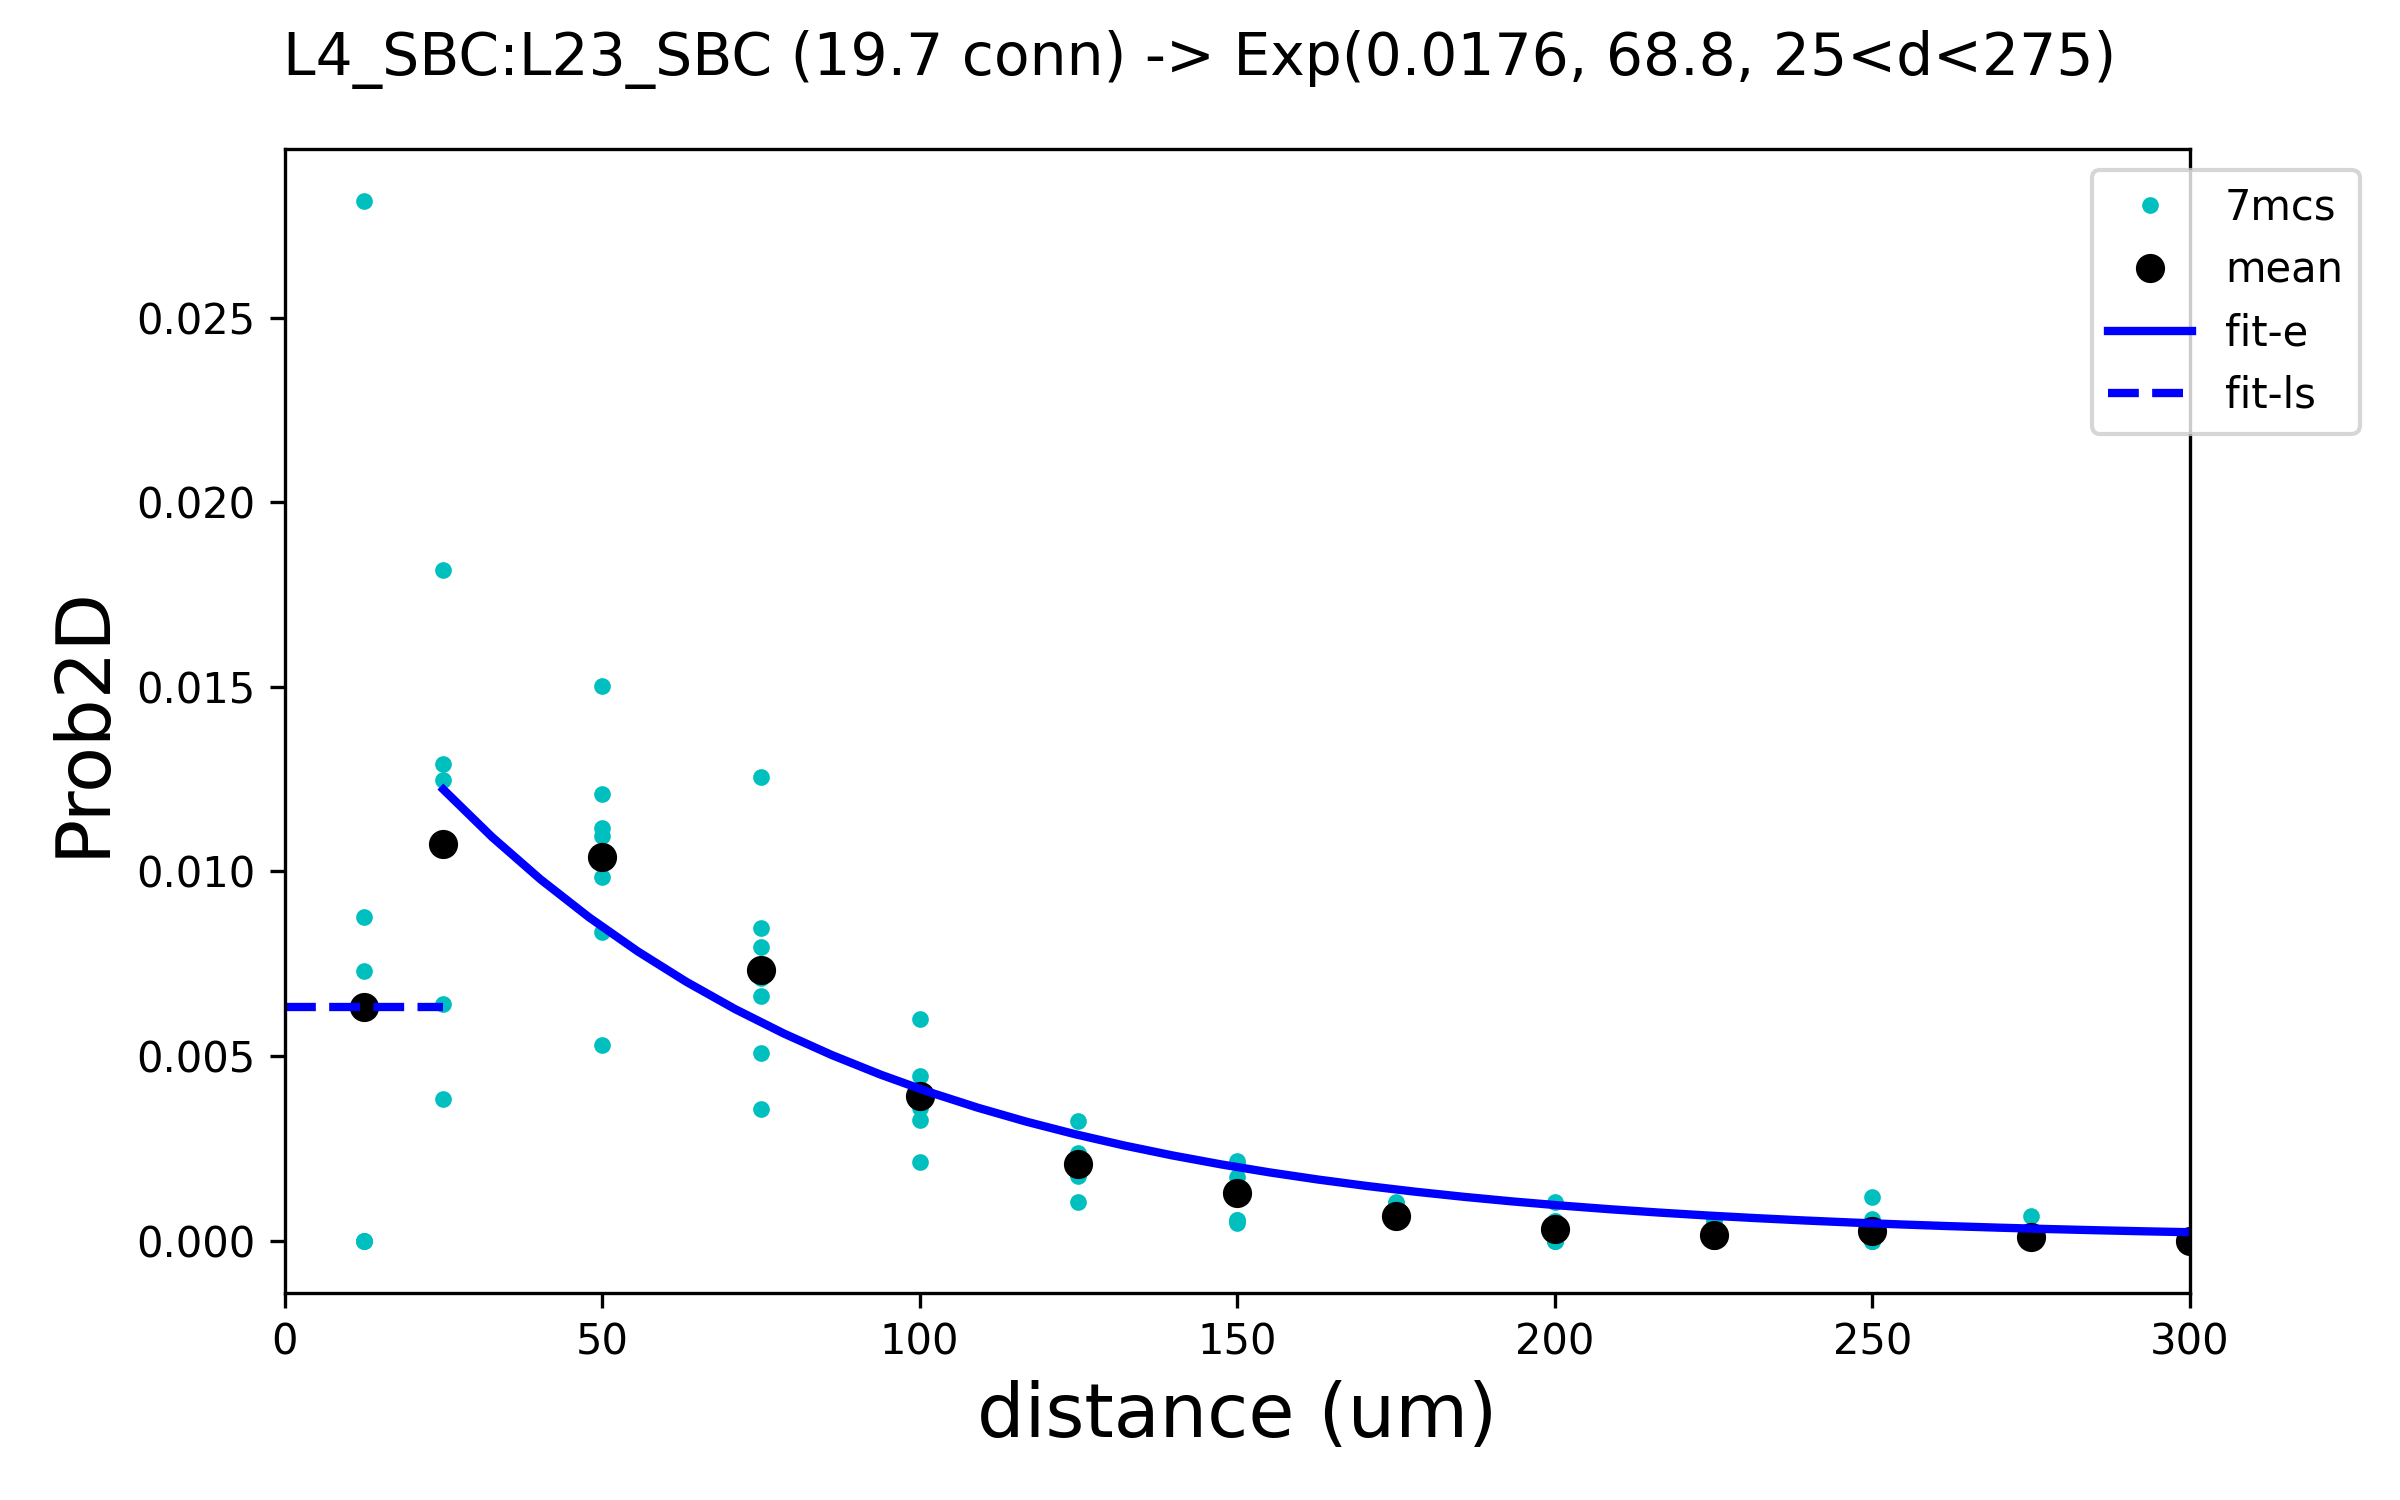 L4_SBC:L23_SBC (19.7 conn) -> Exp(0.0176, 68.8, 25<d<275)
7mcs
mean
fit-e
fit-ls
Prob2D
0.025
0.020
0.015
0.010
0.005
0.000
0 50 100 150 200 250 300
distance (um)